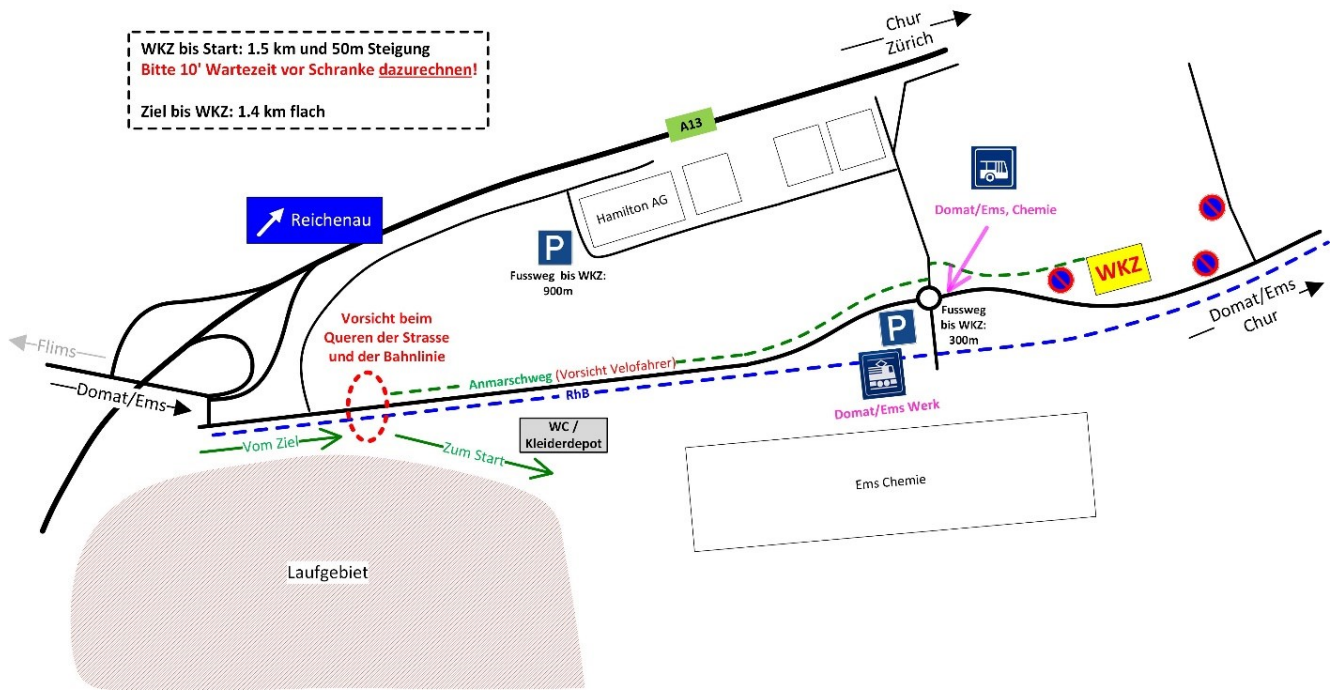 WKZ bis Start: 1.5 km und 50m Steigung
Bitte 10' Wartezeit vor Schranke dazurechnen!
Ziel bis WKZ: 1.4 km flach
Chur
Zürich
A13
Reichenau
Hamilton AG
P
Fussweg bis WKZ:
900m
Domat/Ems, Chemie
WKZ
Flims
Domat/Ems
Vorsicht beim
Queren der Strasse
und der Bahnlinie
P
Fussweg
bis WKZ:
300m
Domat/Ems
Chur
Anmarschweg (Vorsicht Velofahrer)
RhB
Domat/Ems Werk
Vom Ziel
Zum Start
WC /
Kleiderdepot
Ems Chemie
Laufgebiet